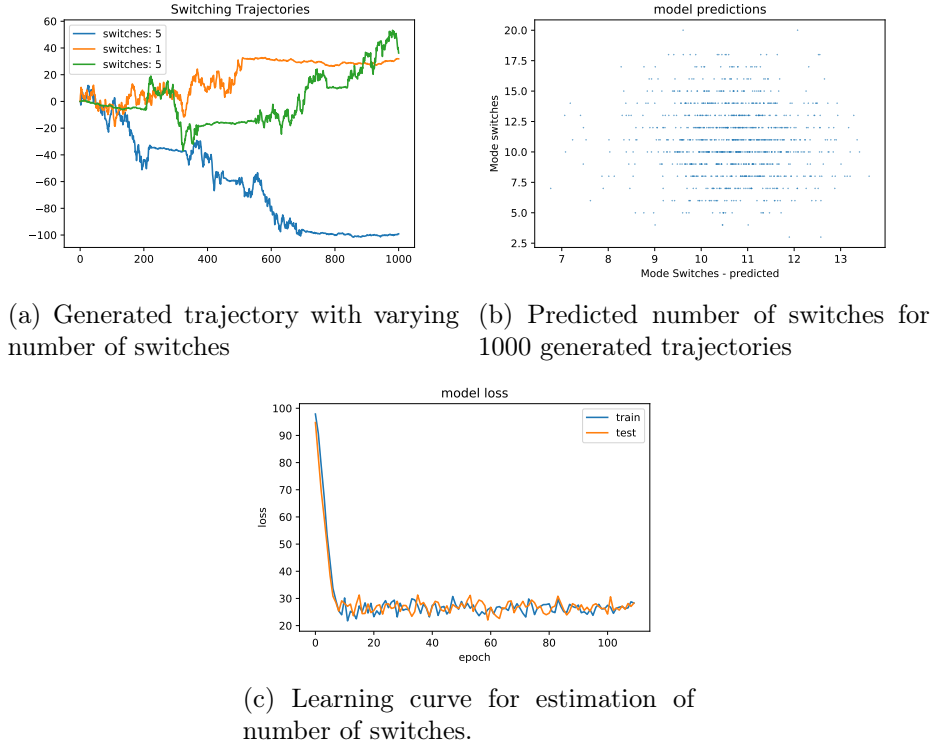 Switching Trajectories
switches: 5
switches: 1
switches: 5
60
40
20
0
−20
−40
−60
−80
−100
0 200 400 600 800 1000
model predictions
Mode switches
20.0
17.5
15.0
12.5
10.0
7.5
5.0
2.5
7 8 9 10 11 12 13
Mode Switches - predicted
(a) Generated trajectory with varying
number of switches
(b) Predicted number of switches for
1000 generated trajectories
model loss
train
test
loss
100
90
80
70
60
50
40
30
20
0 20 40 60 80 100
epoch
(c) Learning curve for estimation of
number of switches.